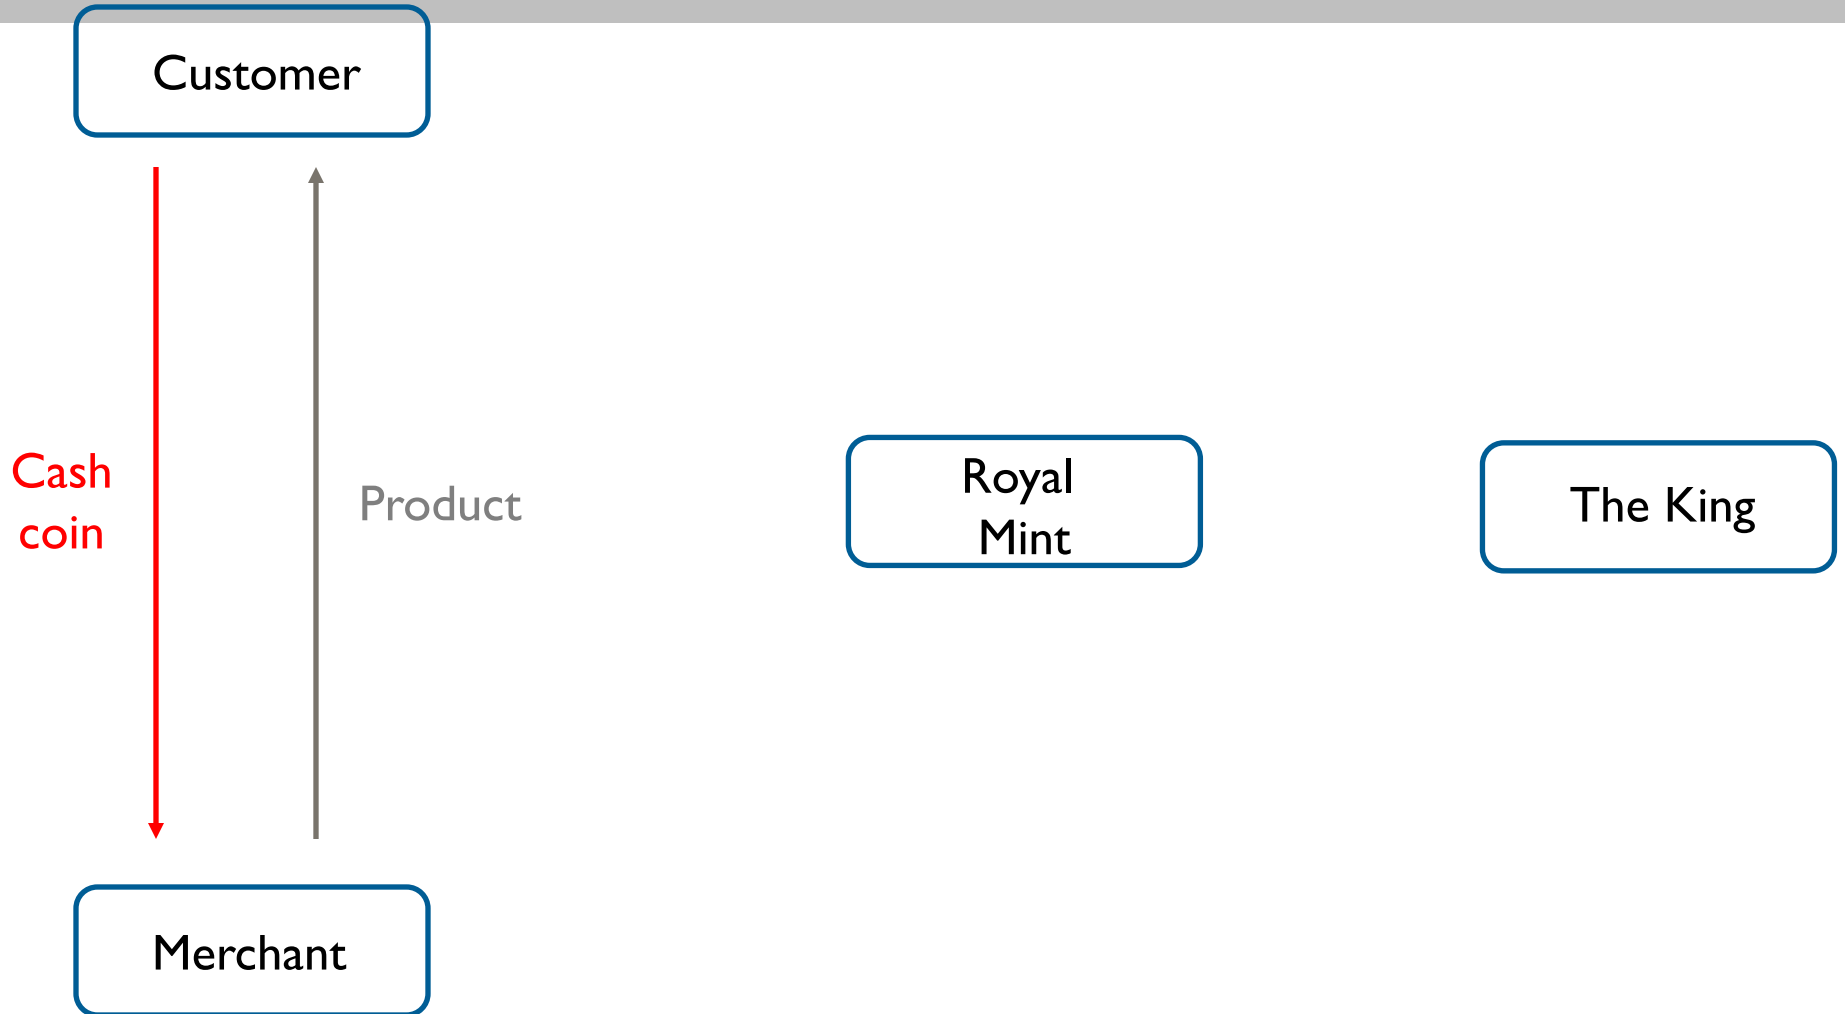 Customer
Cash
coin
Product
Royal
Mint
The King
Merchant